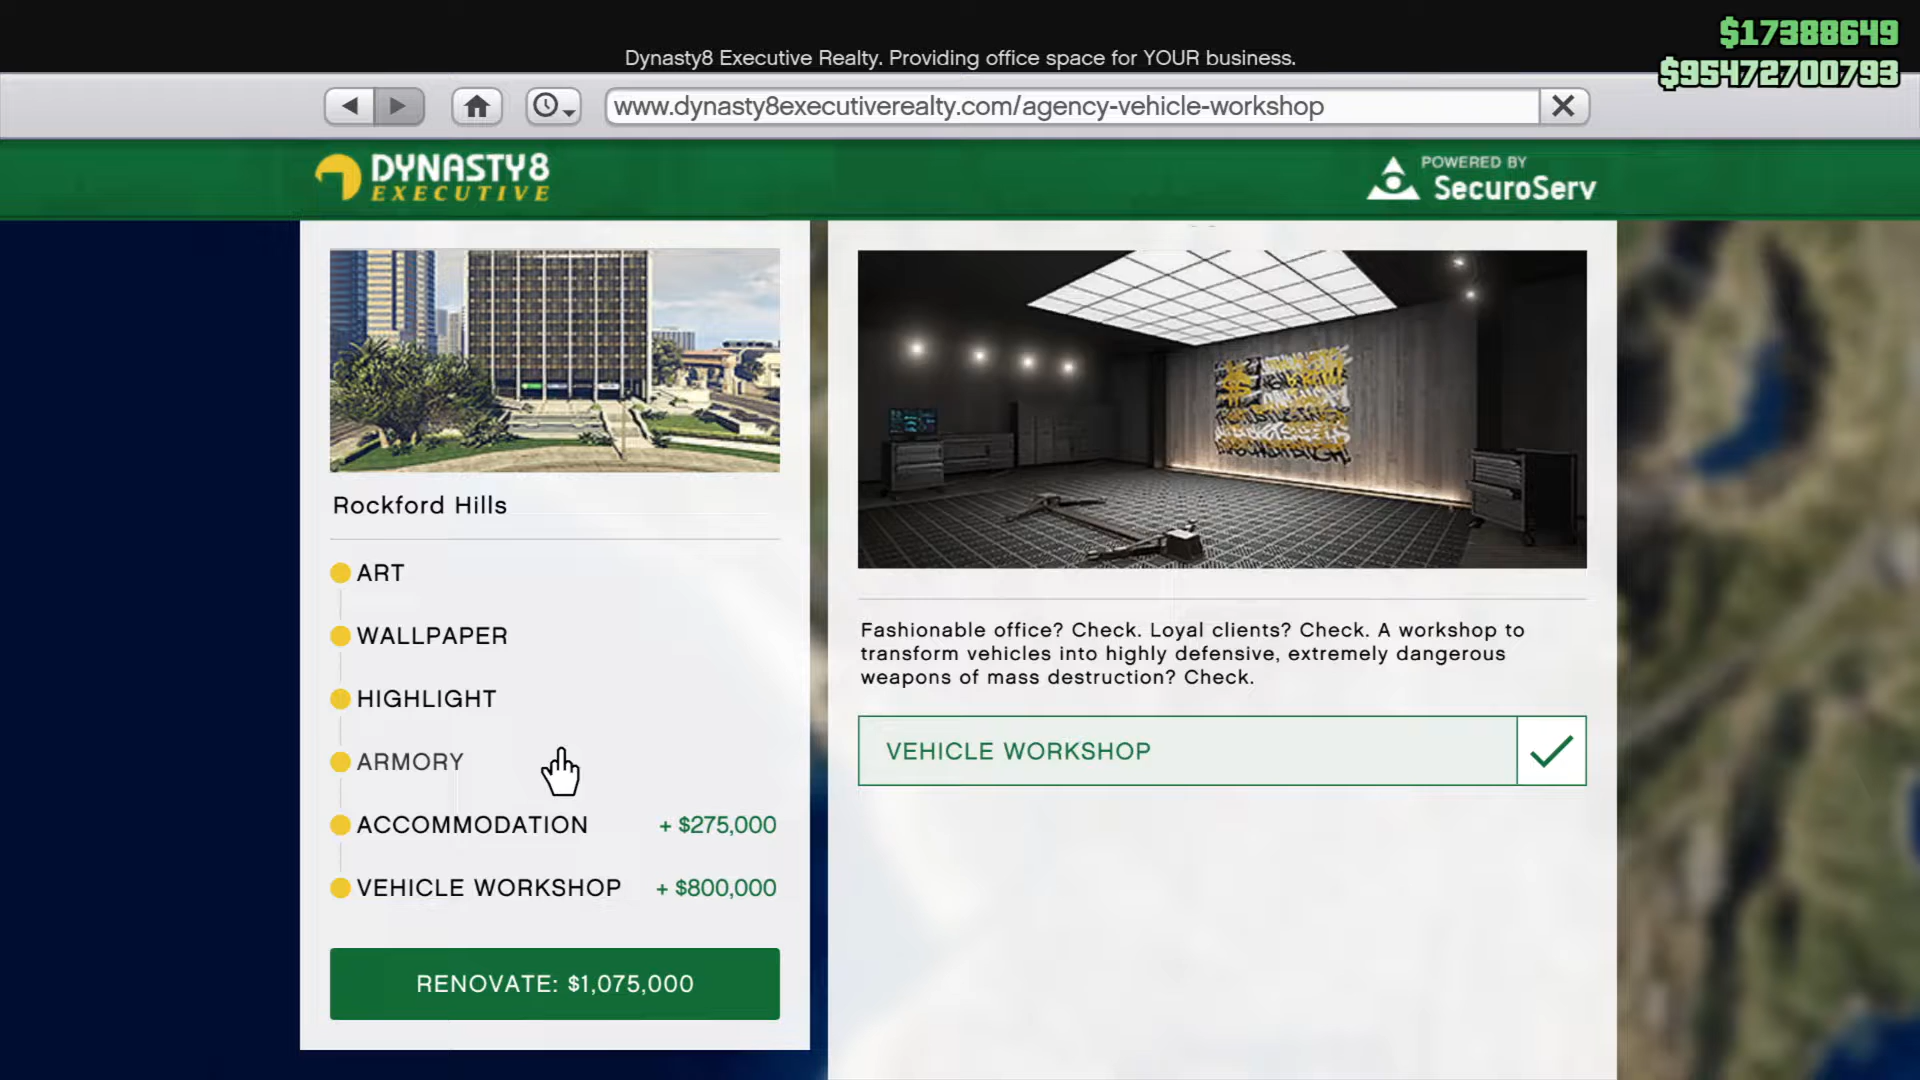 $17388649
$95472700793
Dynasty8 Executive Realty. Providing office space for YOUR business.
www.dynasty8executiverealty.com/agency-vehicle-workshop
DYNASTY8
EXECUTIVE
POWERED BY
SecuroServ
Rockford Hills
ART
WALLPAPER
HIGHLIGHT
ARMORY
ACCOMMODATION + $275,000
VEHICLE WORKSHOP + $800,000
RENOVATE: $1,075,000
Fashionable office? Check. Loyal clients? Check. A workshop to
transform vehicles into highly defensive, extremely dangerous
weapons of mass destruction? Check.
VEHICLE WORKSHOP